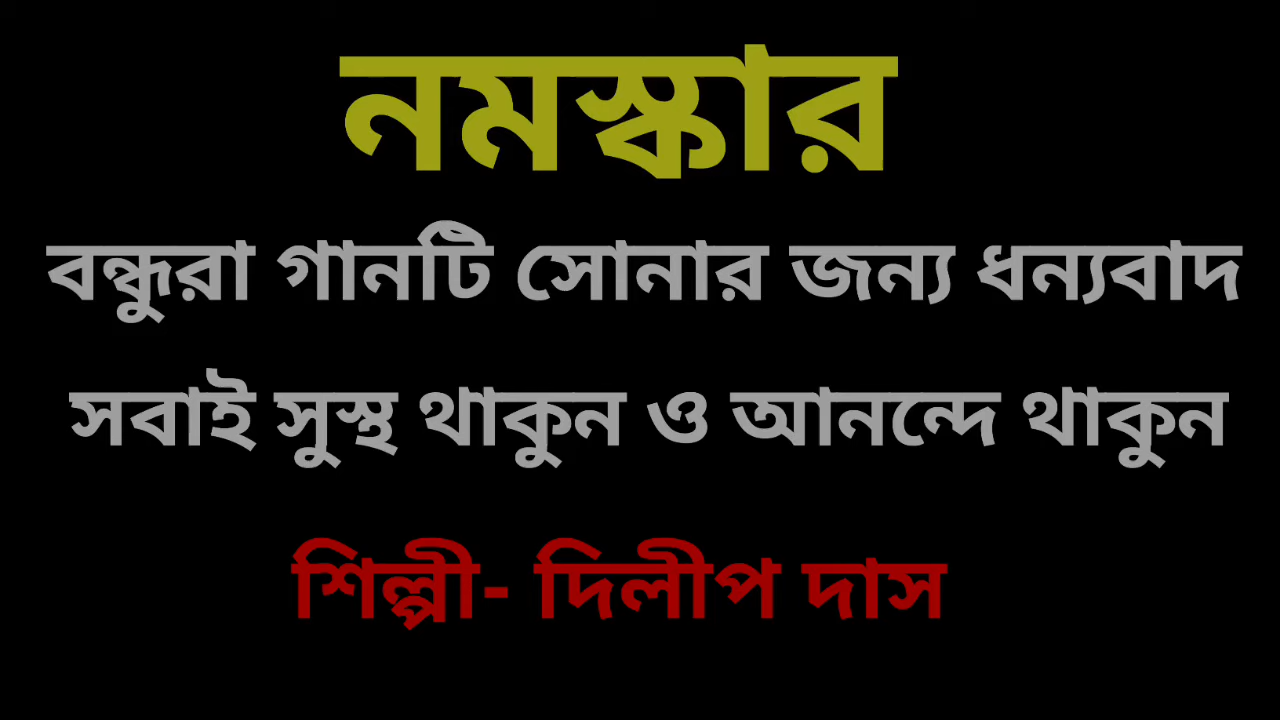 নমস্কার
বন্ধুরা গানটি সোনার জন্য ধন্যবাদ
সবাই সুস্থ থাকুন ও আনন্দে থাকুন
শিল্পী- দিলীপ দাস